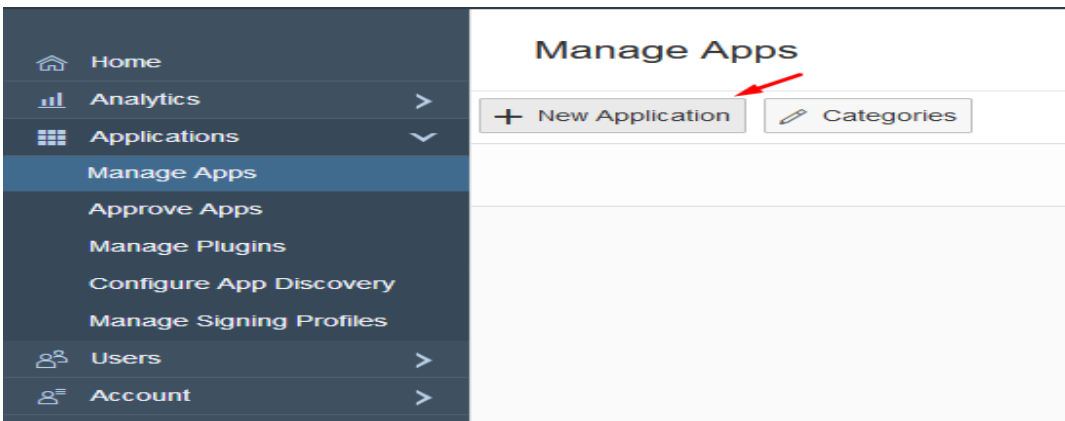 Home
Analytics
Applications
Manage Apps
Approve Apps
Manage Plugins
Configure App Discovery
Manage Signing Profiles
Users
Account
Manage Apps
New Application
Categories